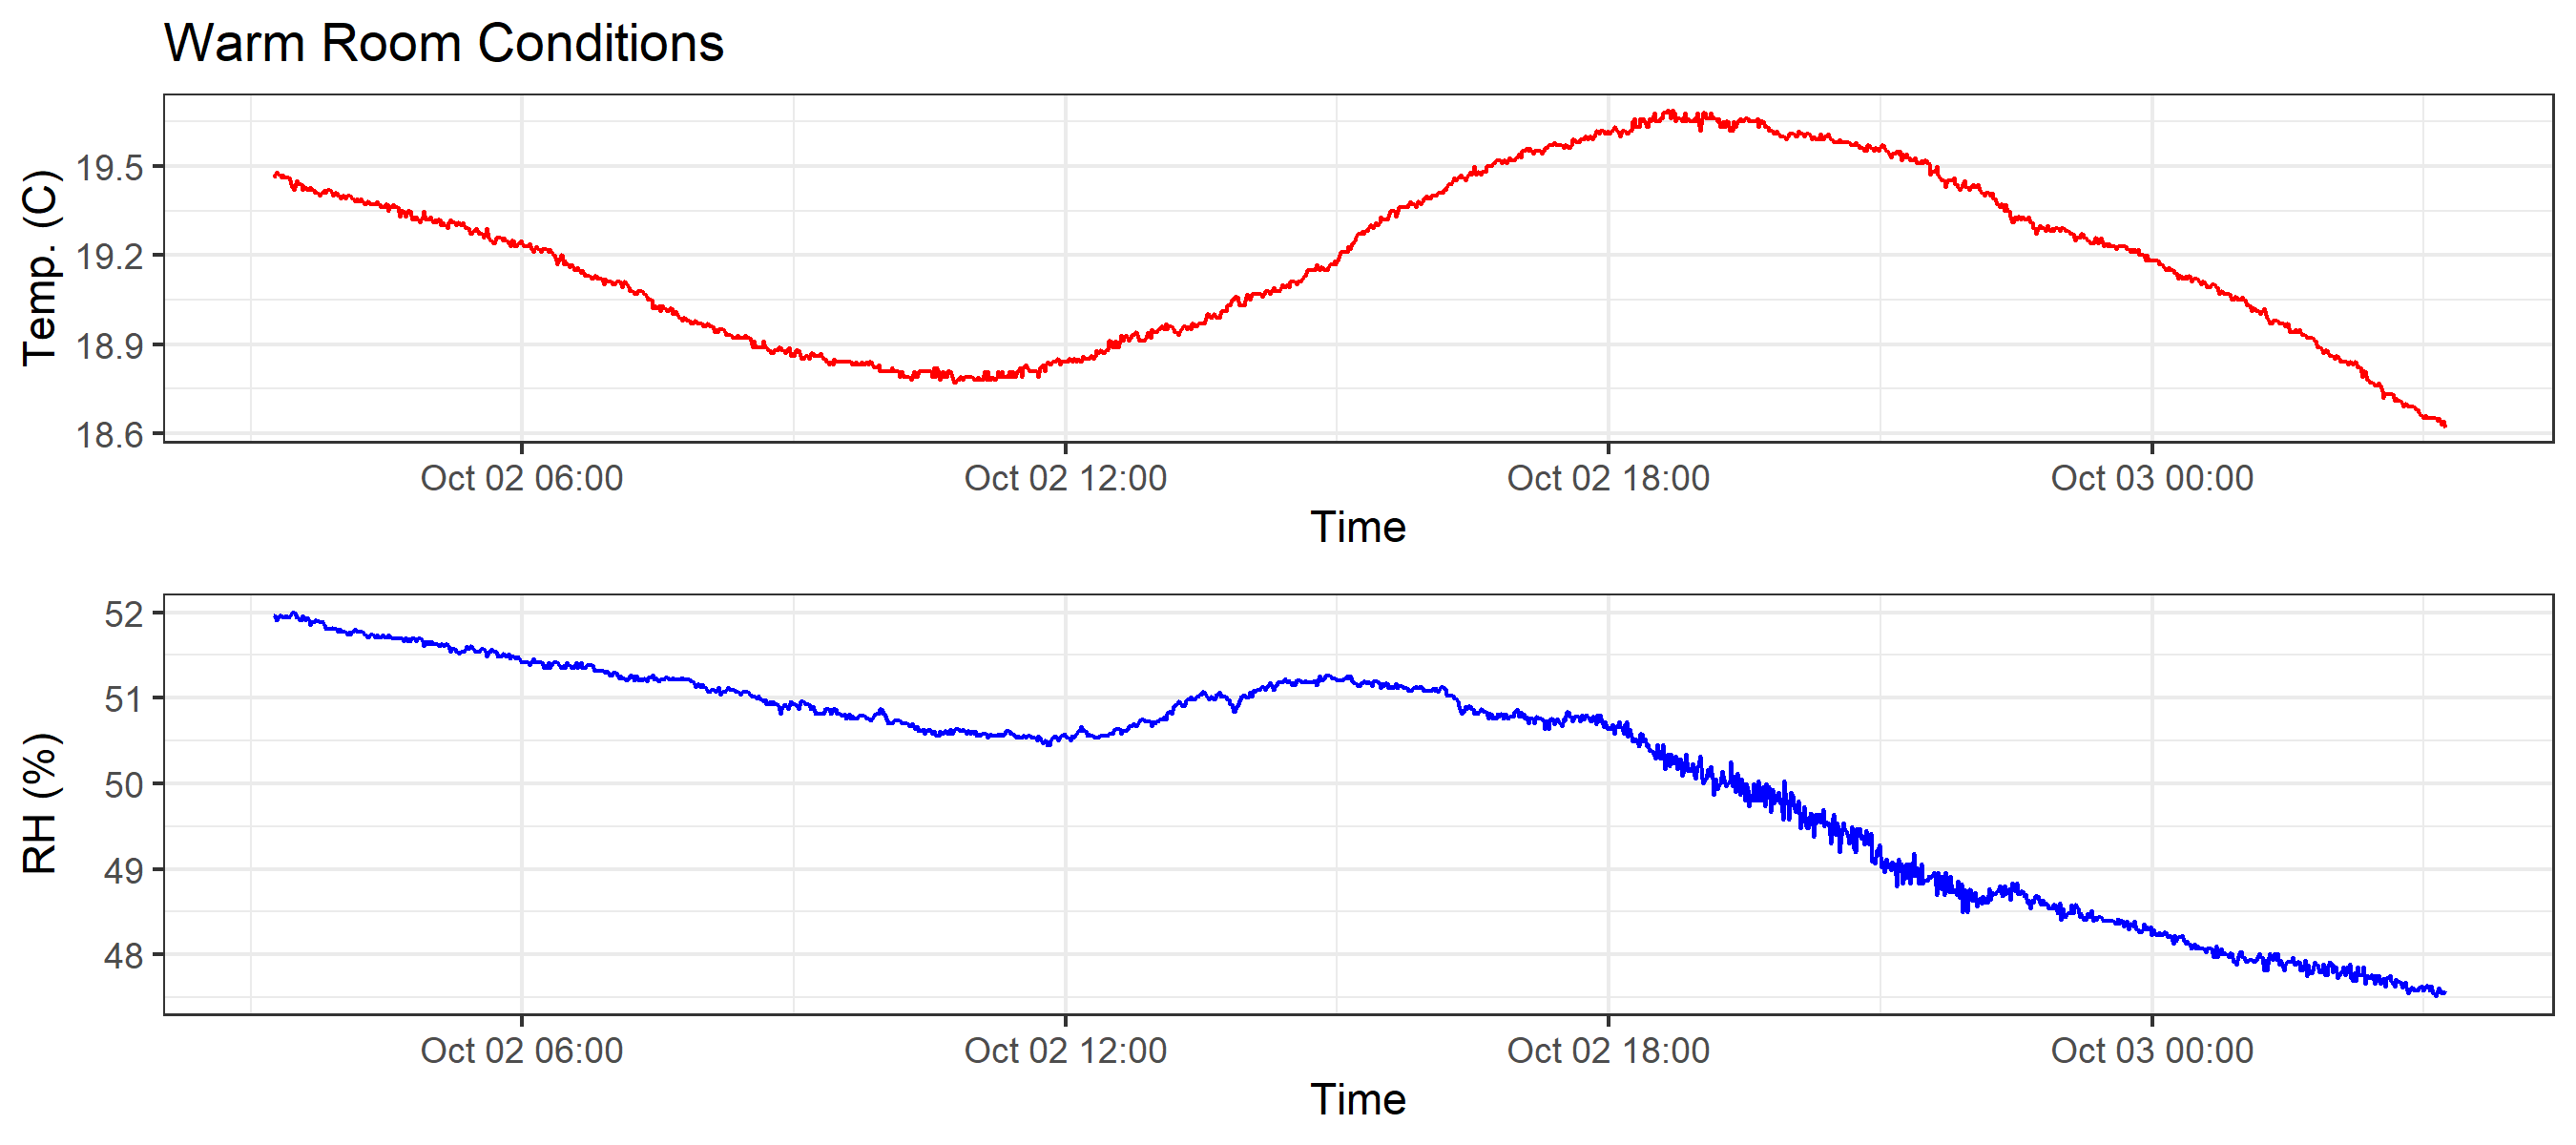 Warm Room Conditions
Temp. (C)
19.5
19.2
18.9
18.6
Oct 02 06:00 Oct 02 12:00 Oct 02 18:00 Oct 03 00:00
Time
RH (%)
52
51
50
49
48
Oct 02 06:00 Oct 02 12:00 Oct 02 18:00 Oct 03 00:00
Time